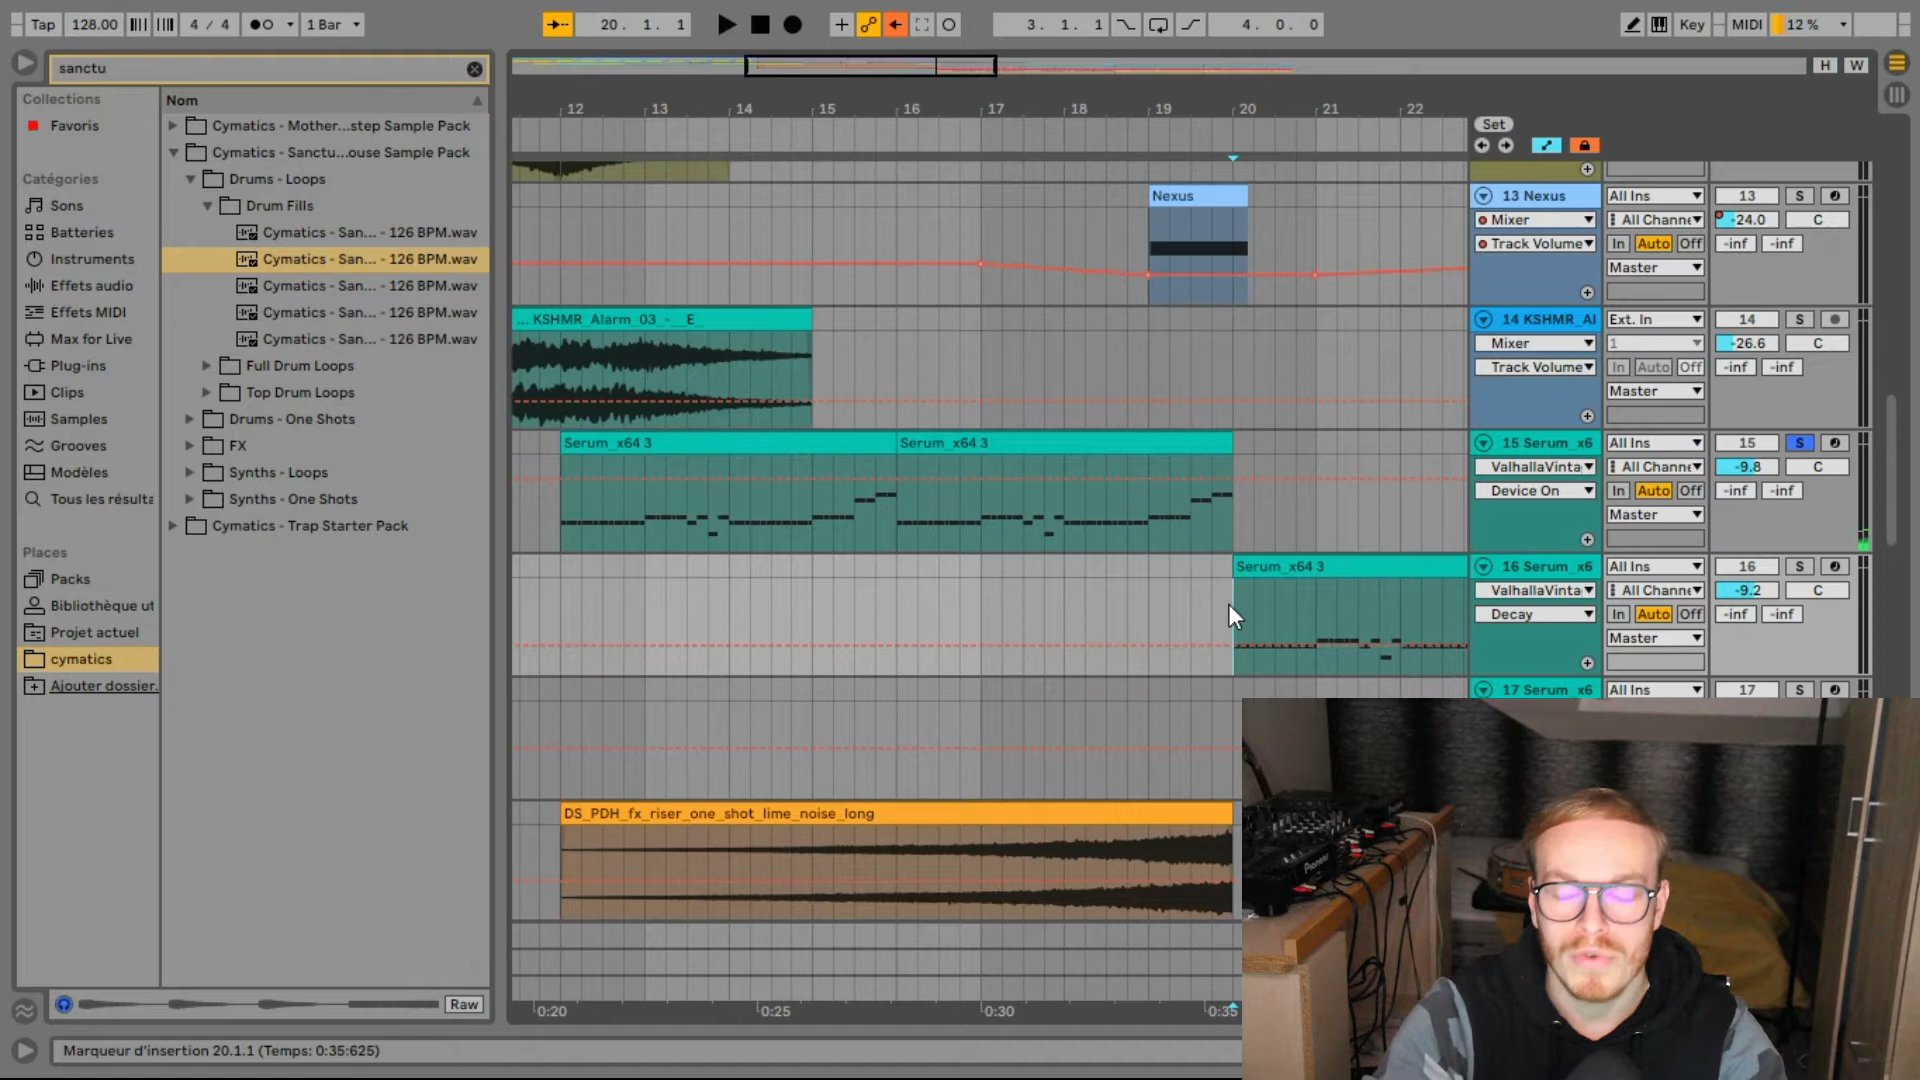 Tap 128.00 4 / 4 1 Bar 20. 1. 1 3. 1. 1 4. 0. 0 Key MIDI 12 %
sanctu
H W
Collections
Favoris
Catégories
Sons
Batteries
Instruments
Effets audio
Effets MIDI
Max for Live
Plug-ins
Clips
Samples
Grooves
Modèles
Tous les résulta
Places
Packs
Bibliothèque ut
Projet actuel
cymatics
Ajouter dossier.
Nom
Cymatics - Mother...step Sample Pack
Cymatics - Sanctu...ouse Sample Pack
Drums - Loops
Drum Fills
Cymatics - San... - 126 BPM.wav
Cymatics - San... - 126 BPM.wav
Cymatics - San... - 126 BPM.wav
Cymatics - San... - 126 BPM.wav
Cymatics - San... - 126 BPM.wav
Full Drum Loops
Top Drum Loops
Drums - One Shots
FX
Synths - Loops
Synths - One Shots
Cymatics - Trap Starter Pack
Raw
12 13 14 15 16 17 18 19 20 21 22
Set
Nexus
... KSHMR_Alarm_03_-__E_
Serum_x64 3
Serum_x64 3
Serum_x64 3
DS_PDH_fx_riser_one_shot_lime_noise_long
0:20 0:25 0:30 0:35
13 Nexus All Ins 13 S
Mixer All Channe -24.0 C
Track Volume In Auto Off -inf -inf
Master
14 KSHMR_Al Ext. In 14 S
Mixer 1 -26.6 C
Track Volume In Auto Off -inf -inf
Master
15 Serum_x6 All Ins 15 S
ValhallaVinta All Channe -9.8 C
Device On In Auto Off -inf -inf
Master
16 Serum_x6 All Ins 16 S
ValhallaVinta All Channe -9.2 C
Decay In Auto Off -inf -inf
Master
17 Serum_x6 All Ins 17 S
Pioneer
Marqueur d'insertion 20.1.1 (Temps: 0:35:625)